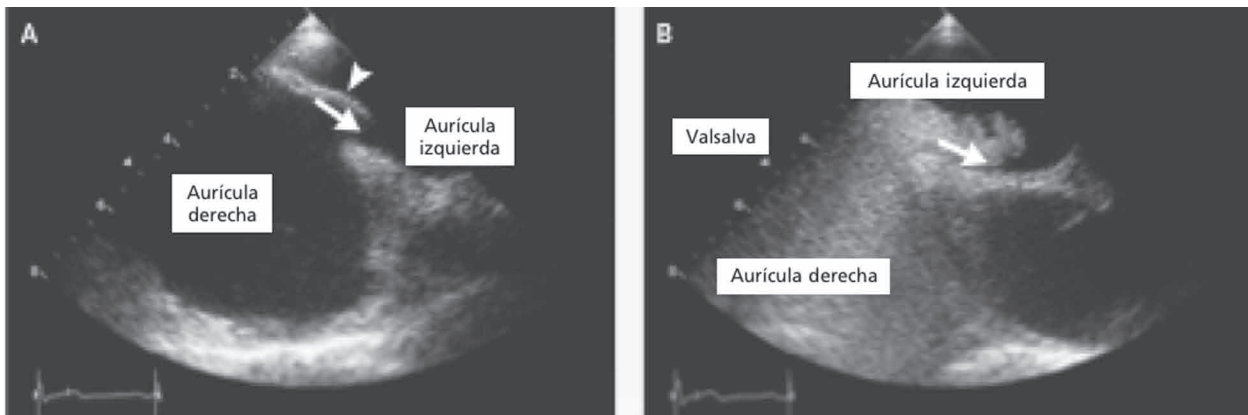 A
Aurícula
izquierda
Aurícula
derecha
B
Aurícula izquierda
Valsalva
Aurícula derecha